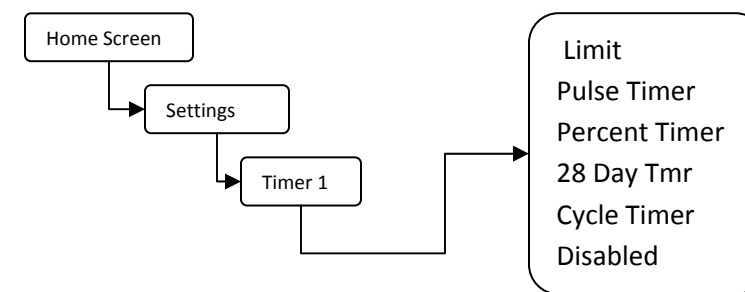 Home Screen
Settings
Timer 1
Limit
Pulse Timer
Percent Timer
28 Day Tmr
Cycle Timer
Disabled